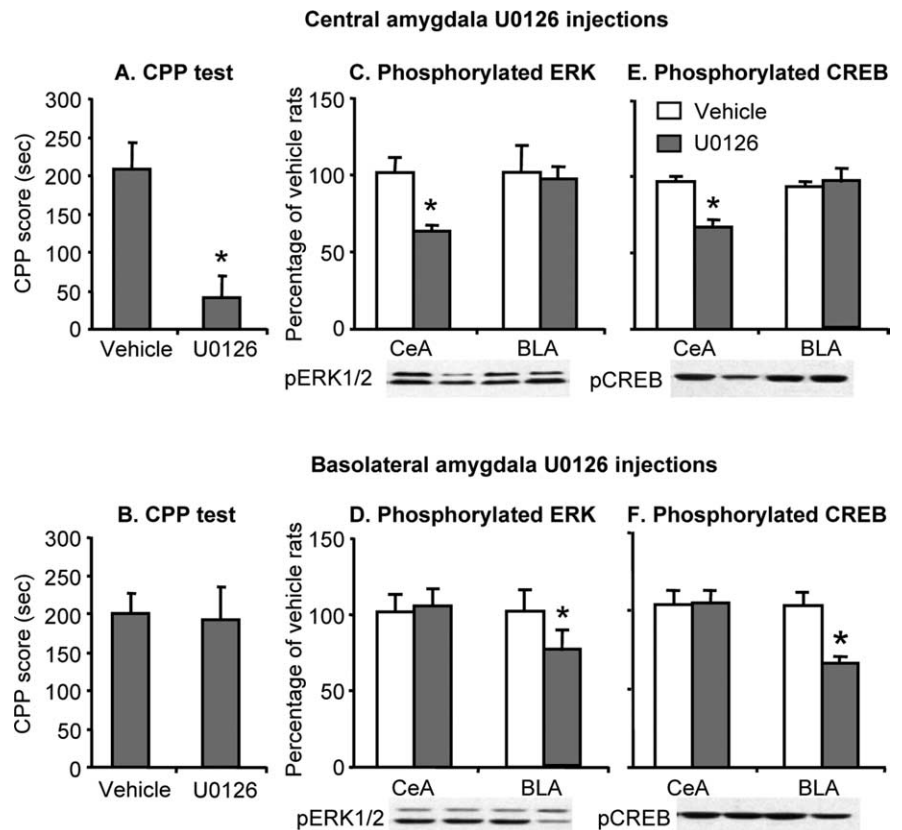 Central amygdala U0126 injections
A. CPP test
CPP score (sec)
300
250
200
150
100
50
0
*
Vehicle U0126
C. Phosphorylated ERK
Percentage of vehicle rats
150
100
50
0
*
CeA BLA
pERK1/2
E. Phosphorylated CREB
Vehicle
U0126
*
CeA BLA
pCREB
Basolateral amygdala U0126 injections
B. CPP test
CPP score (sec)
300
250
200
150
100
50
0
Vehicle U0126
D. Phosphorylated ERK
Percentage of vehicle rats
150
100
50
0
*
CeA BLA
pERK1/2
F. Phosphorylated CREB
*
CeA BLA
pCREB